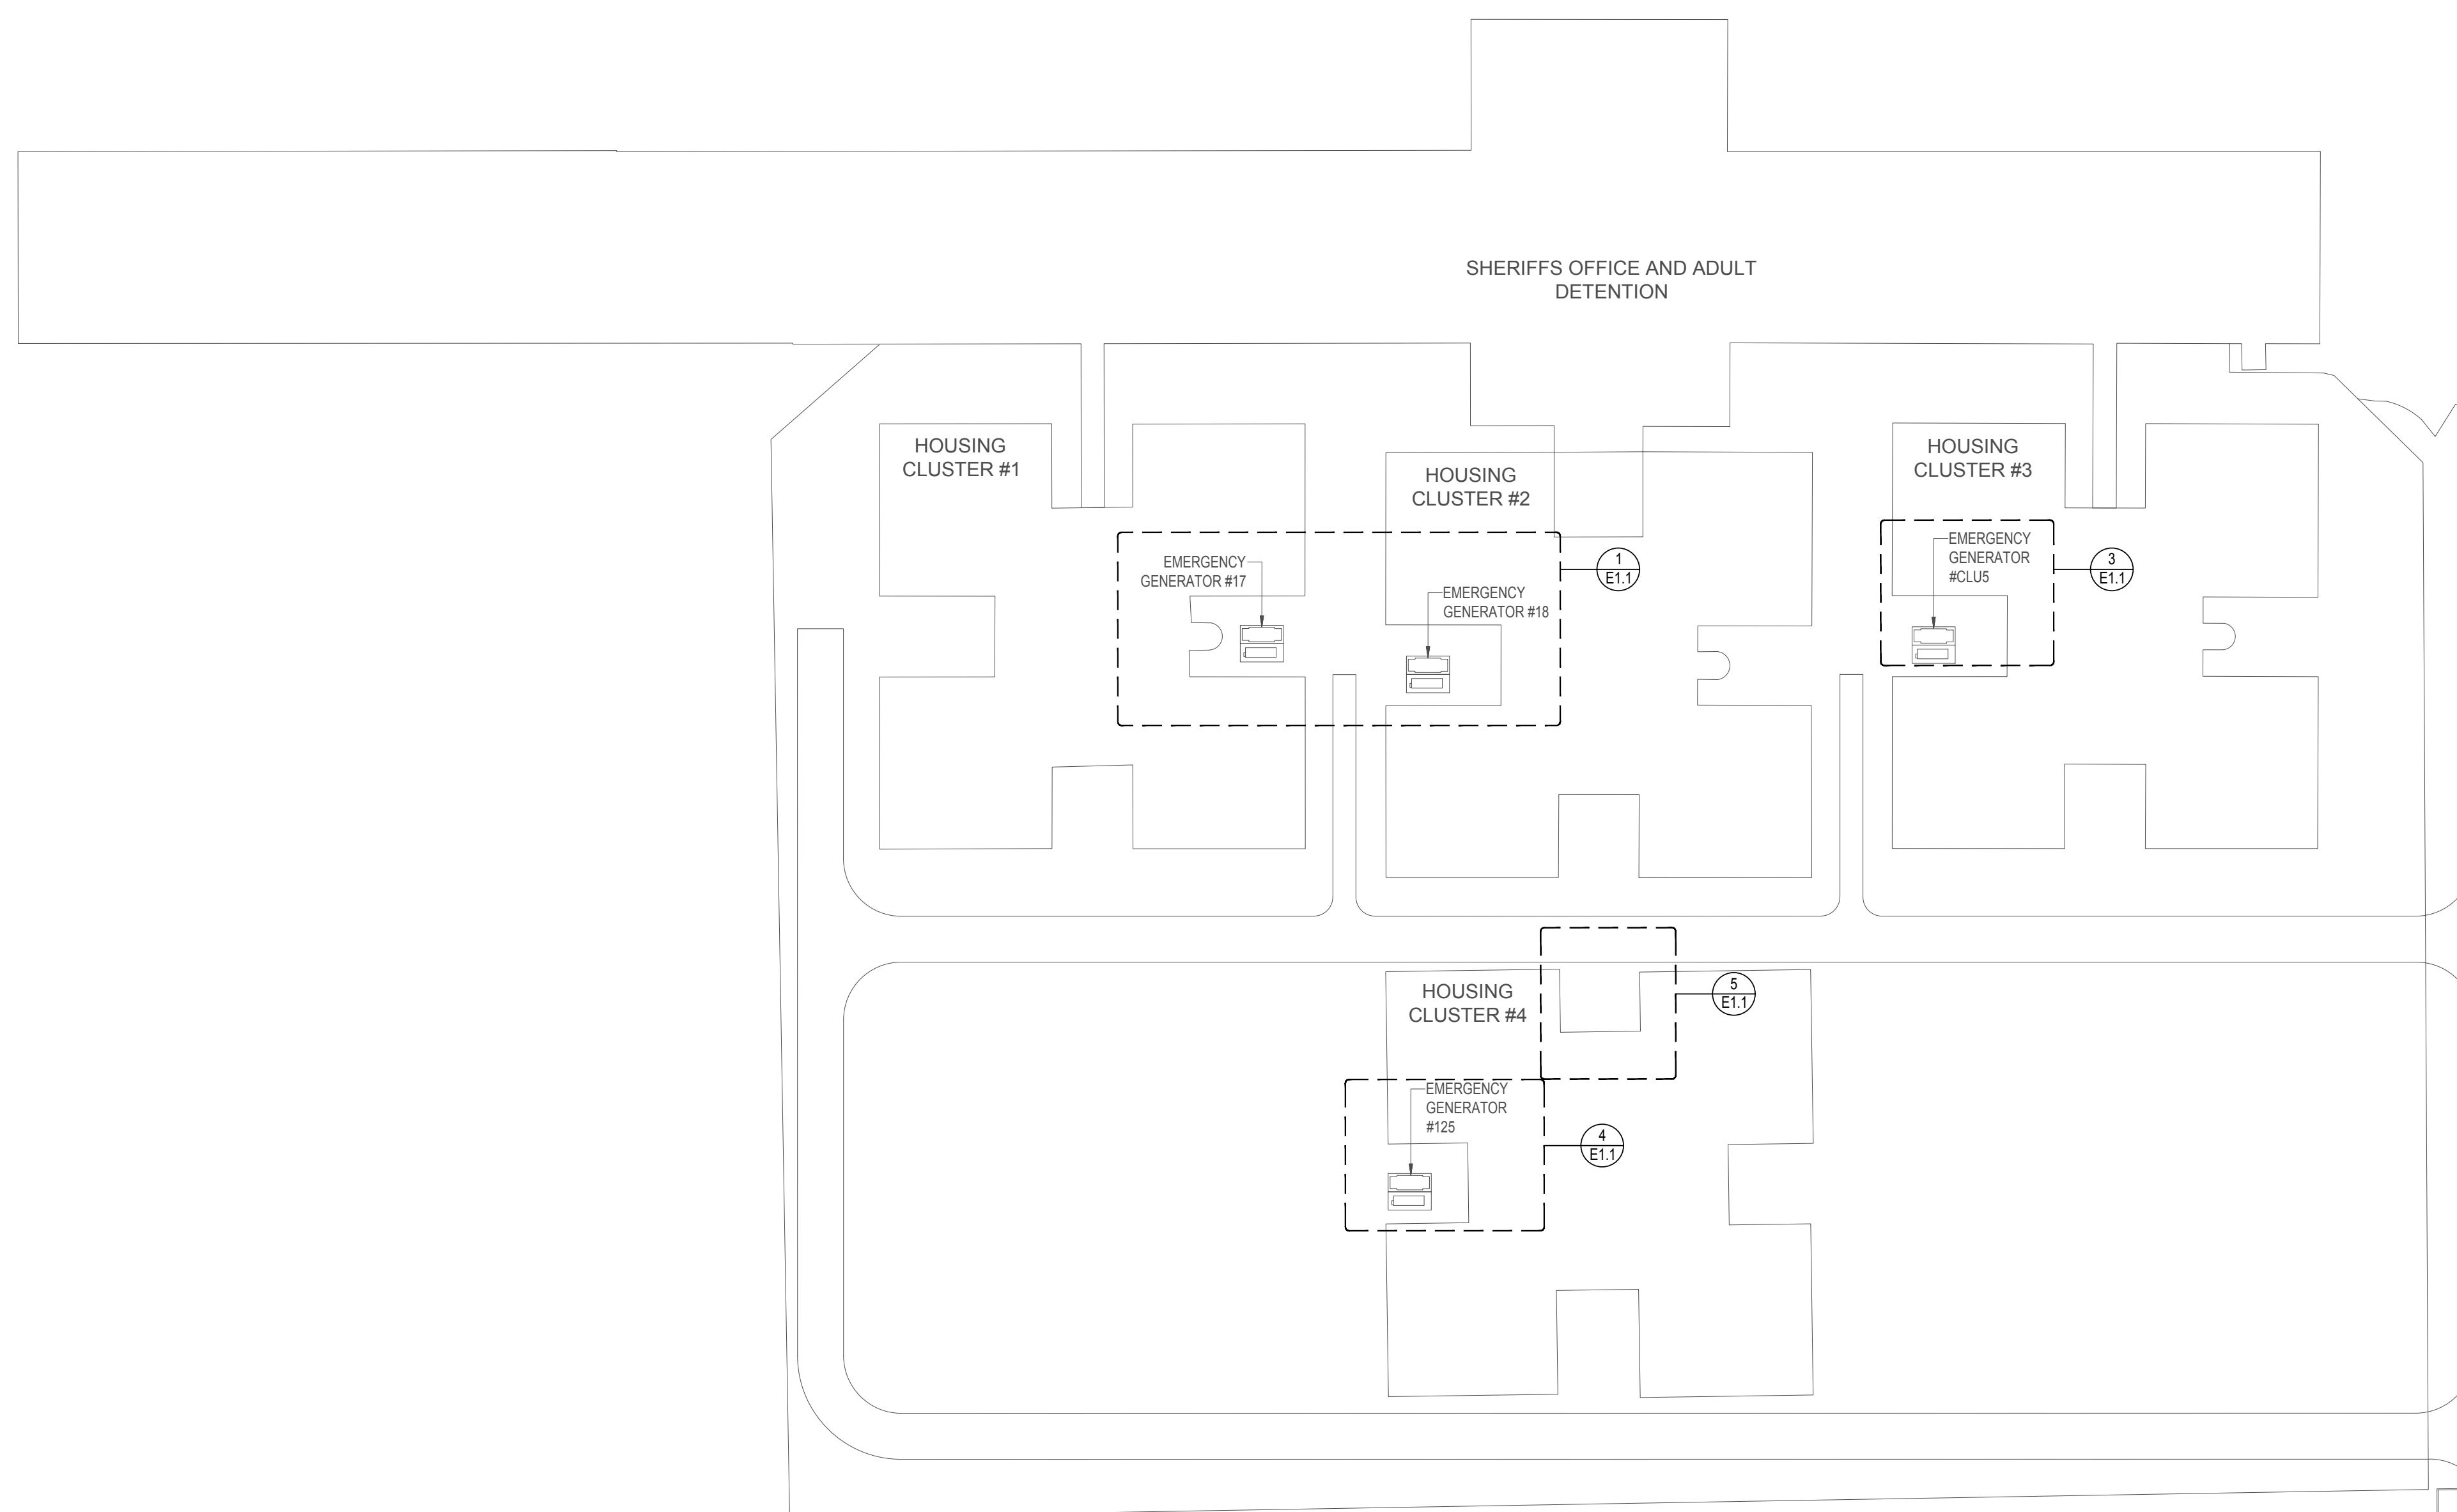 SHERIFFS OFFICE AND ADULT
DETENTION
HOUSING
CLUSTER #1
HOUSING
CLUSTER #2
HOUSING
CLUSTER #3
EMERGENCY
GENERATOR #17
EMERGENCY
GENERATOR #18
1
E1.1
EMERGENCY
GENERATOR
#CLU5
3
E1.1
HOUSING
CLUSTER #4
5
E1.1
EMERGENCY
GENERATOR
#125
4
E1.1